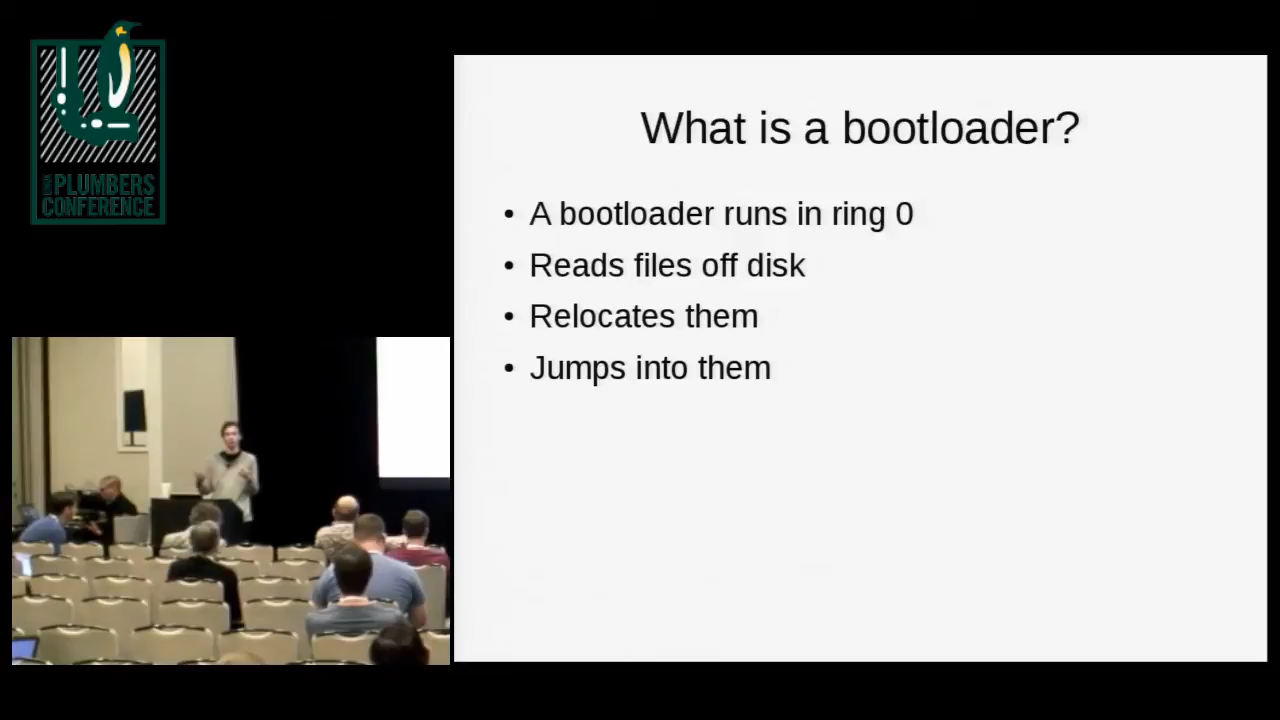 PLUMBERS
CONFERENCE
What is a bootloader?
• A bootloader runs in ring 0
• Reads files off disk
• Relocates them
• Jumps into them